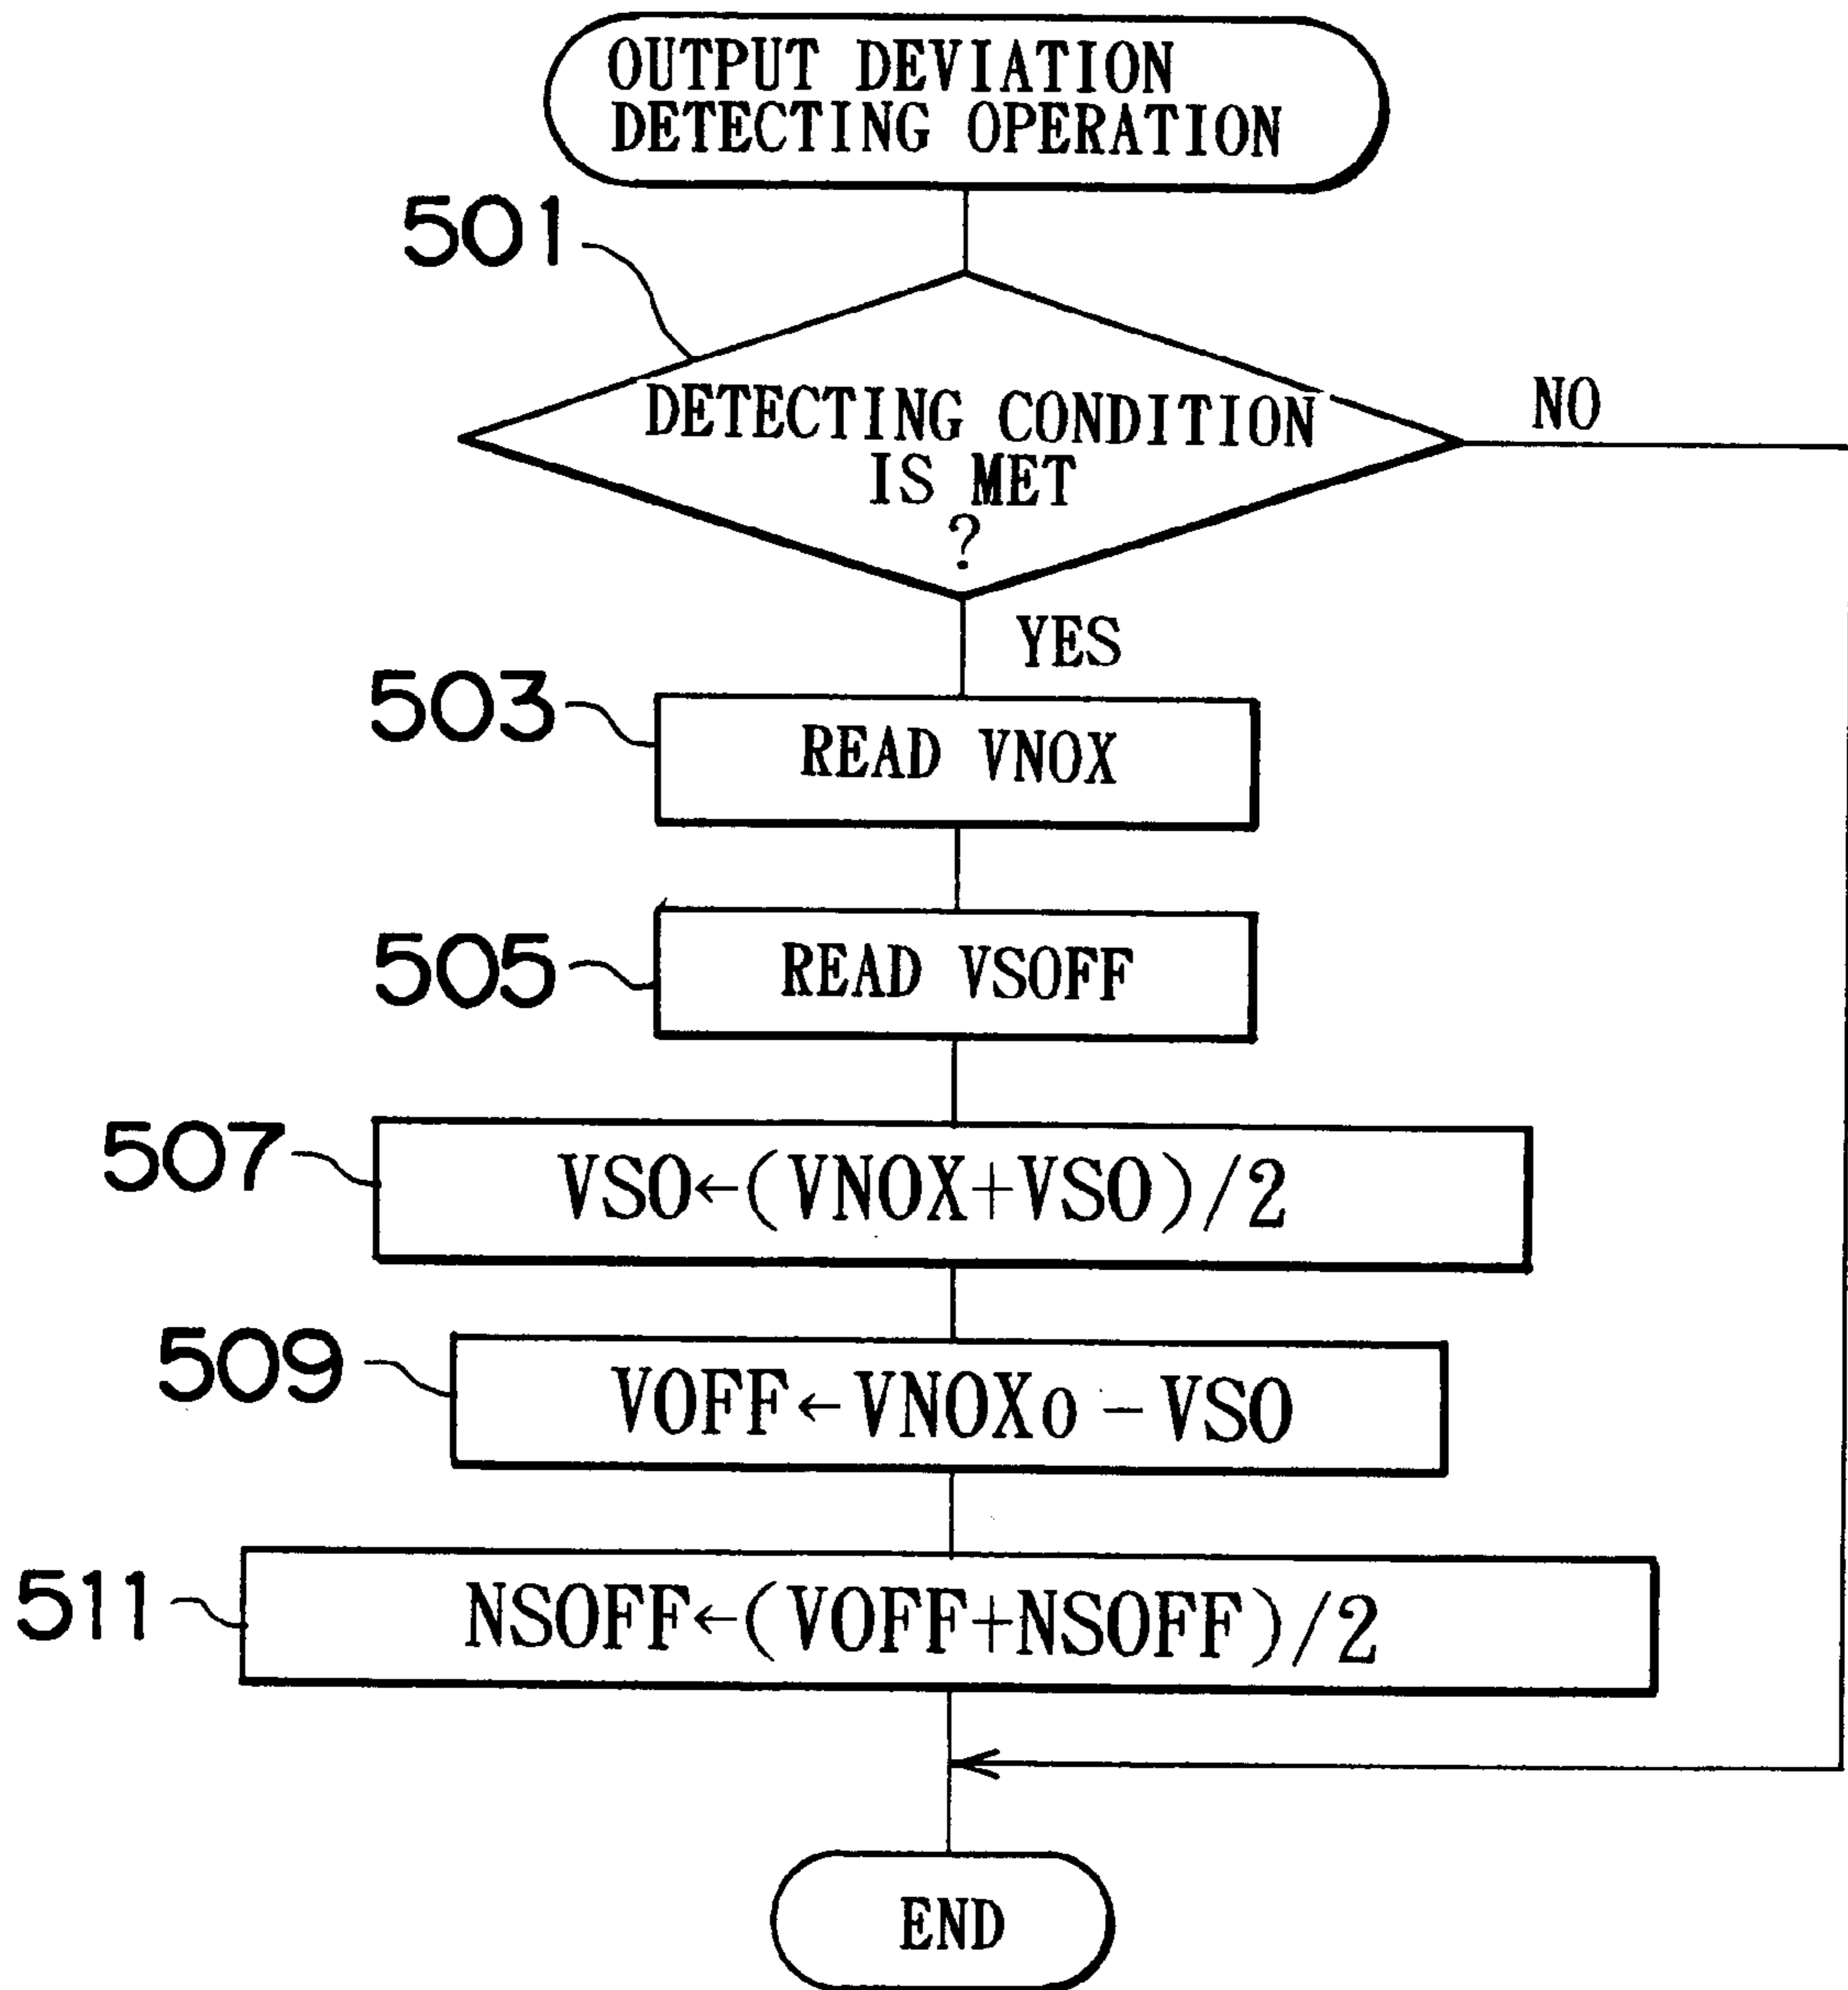 OUTPUT DEVIATION
DETECTING OPERATION
501
DETECTING CONDITION
IS MET
?
NO
YES
503
READ VNOX
505
READ VSOFF
507
VSO←(VNOX+VSO)/2
509
VOFF←VNOXo-VSO
511
NSOFF←(VOFF+NSOFF)/2
END